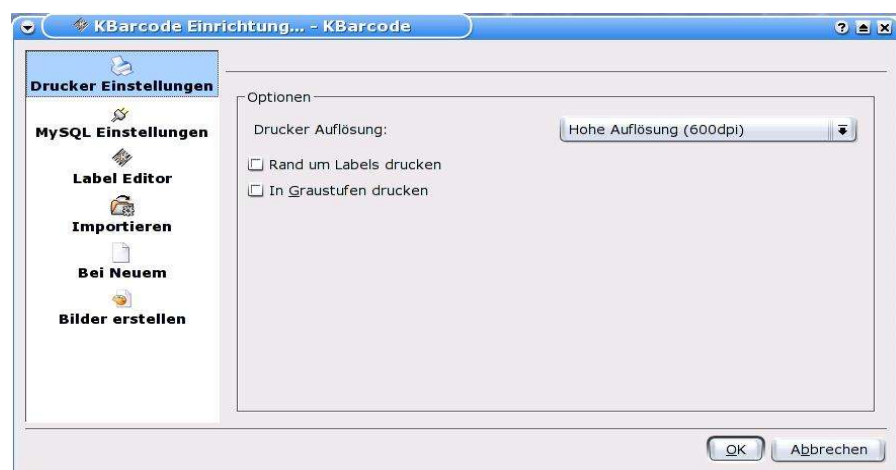 KBarcode Einrichtung... - KBarcode
Drucker Einstellungen
MySQL Einstellungen
Label Editor
Importieren
Bei Neuem
Bilder erstellen
Optionen
Drucker Auflösung:
Hohe Auflösung (600dpi)
Rand um Labels drucken
In Graustufen drucken
OK
Abbrechen